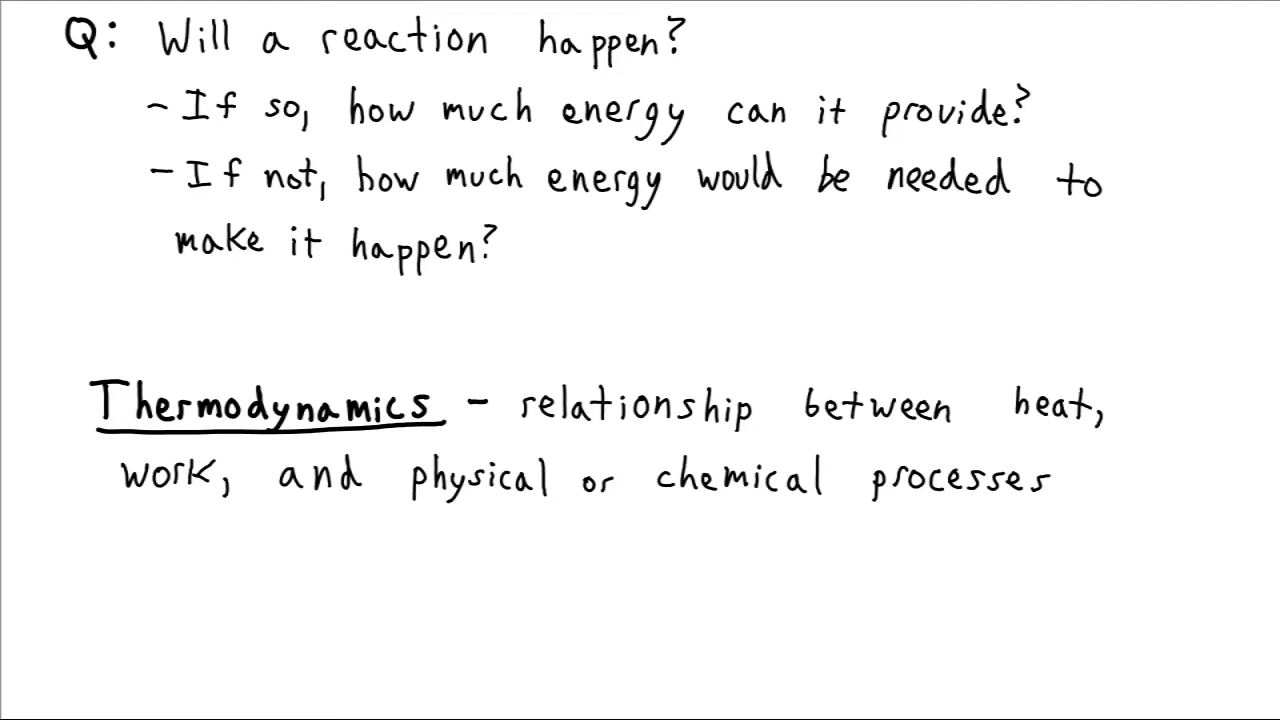 Q: Will a reaction happen?
- If so, how much energy can it provide?
- If not, how much energy would be needed to
make it happen?
Thermodynamics - relationship between heat,
work, and physical or chemical processes